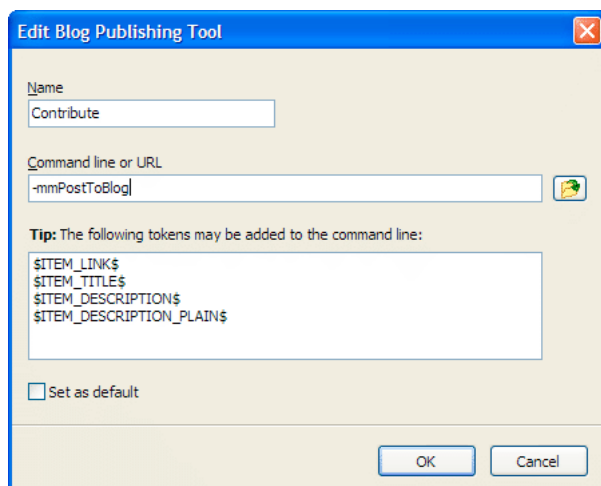 Edit Blog Publishing Tool
Name
Contribute
Command line or URL
-mmPostToBlog
Tip: The following tokens may be added to the command line:
$ITEM_LINK$
$ITEM_TITLE$
$ITEM_DESCRIPTION$
$ITEM_DESCRIPTION_PLAIN$
Set as default
OK Cancel